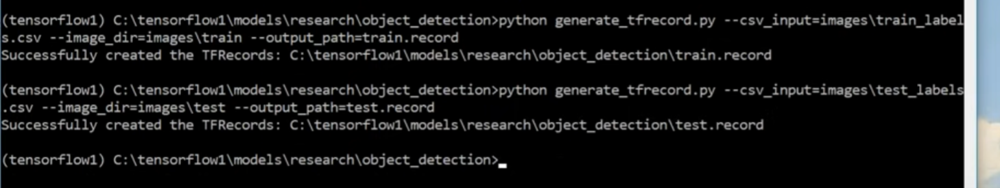 (tensorflow1) C:\tensorflow1\models\research\object_detection>python generate_tfrecord.py --csv_input=images\train_label
s.csv --image_dir=images\train --output_path=train.record
Successfully created the TFRecords: C:\tensorflow1\models\research\object_detection\train.record
(tensorflow1) C:\tensorflow1\models\research\object_detection>python generate_tfrecord.py --csv_input=images\test_labels
.csv --image_dir=images\test --output_path=test.record
Successfully created the TFRecords: C:\tensorflow1\models\research\object_detection\test.record
(tensorflow1) C:\tensorflow1\models\research\object_detection>